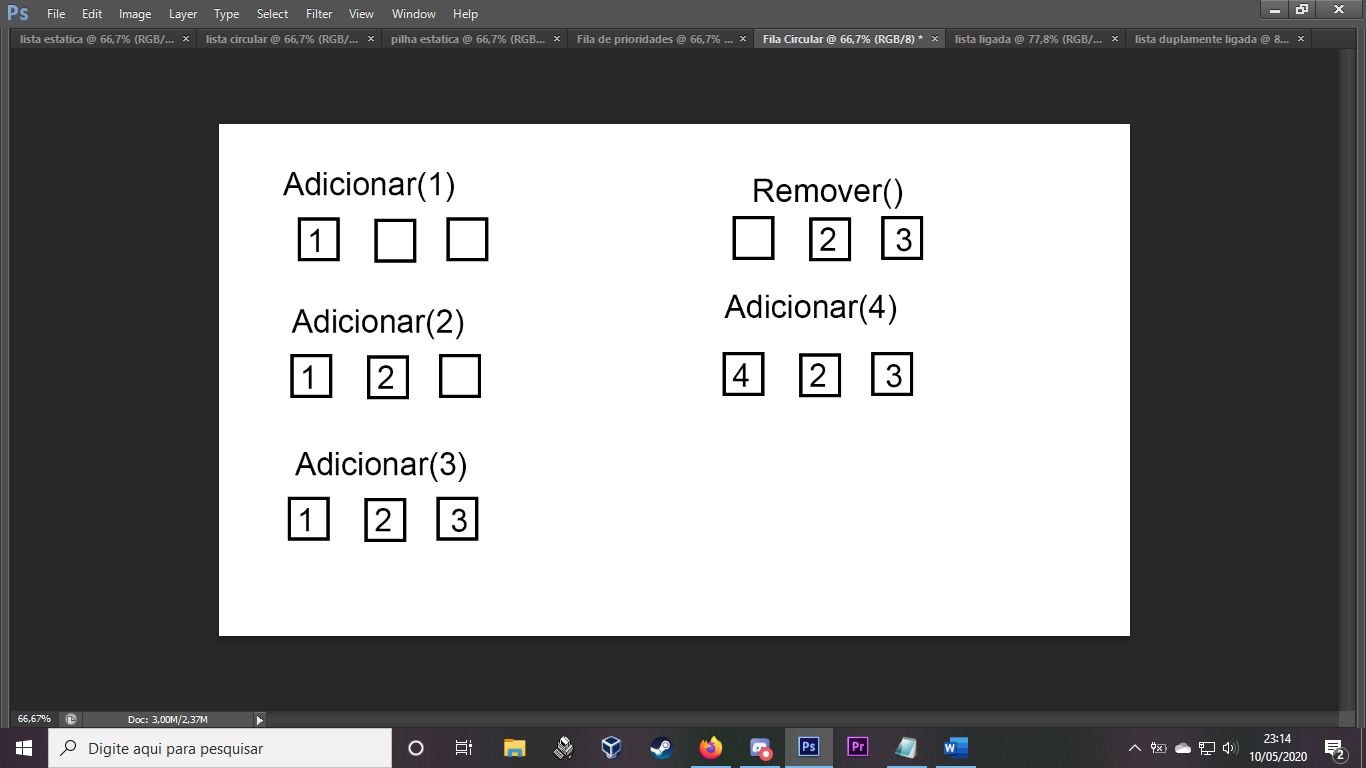 Ps File Edit Image Layer Type Select Filter View Window Help
lista estatica @ 66,7% (RGB/... × lista circular @ 66,7% (RGB/... × pilha estatica @ 66,7% (RGB... × Fila de prioridades @ 66,7% ... × Fila Circular @ 66,7% (RGB/8) * × lista ligada @ 77,8% (RGB/... × lista duplamente ligada @ 8... ×
Adicionar(1)
1
Adicionar(2)
1 2
Adicionar(3)
1 2 3
Remover()
2 3
Adicionar(4)
4 2 3
66,67% Doc: 3,00M/2,37M
Digite aqui para pesquisar
Ps Pr
23:14
10/05/2020
2